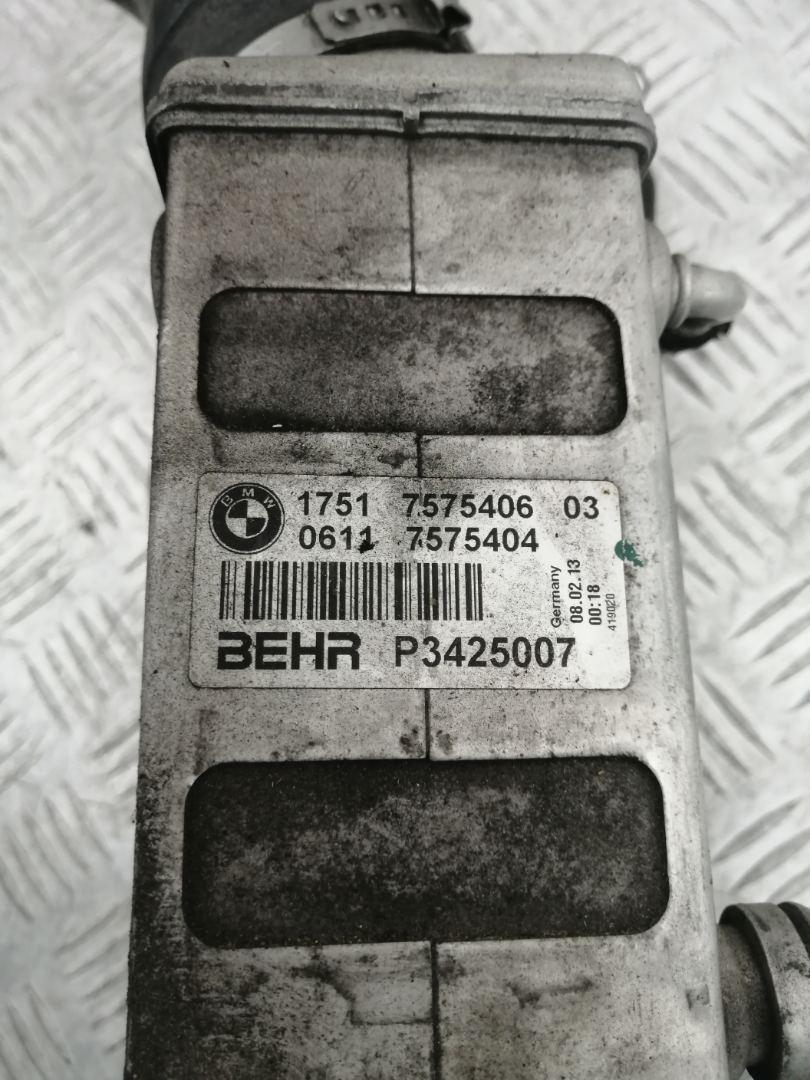 BMW 1751 7575406 03
0611 7575404
BEHR P3425007
Germany
08.02.13
00:18
419020